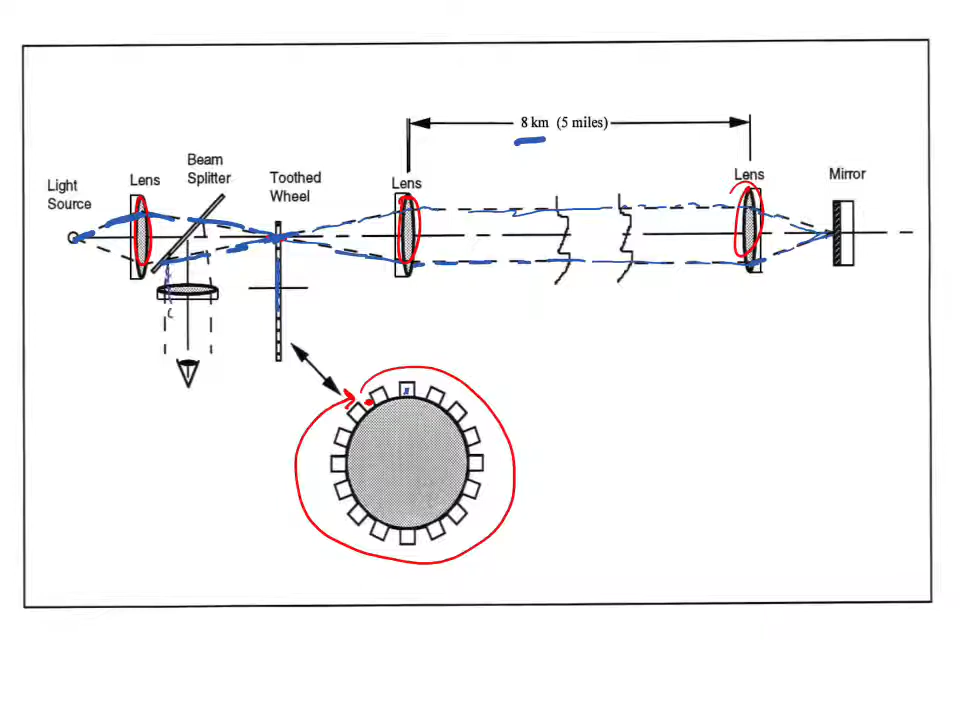 8 km (5 miles)
Beam
Splitter
Light
Source
Lens
Toothed
Wheel
Lens
Lens
Mirror